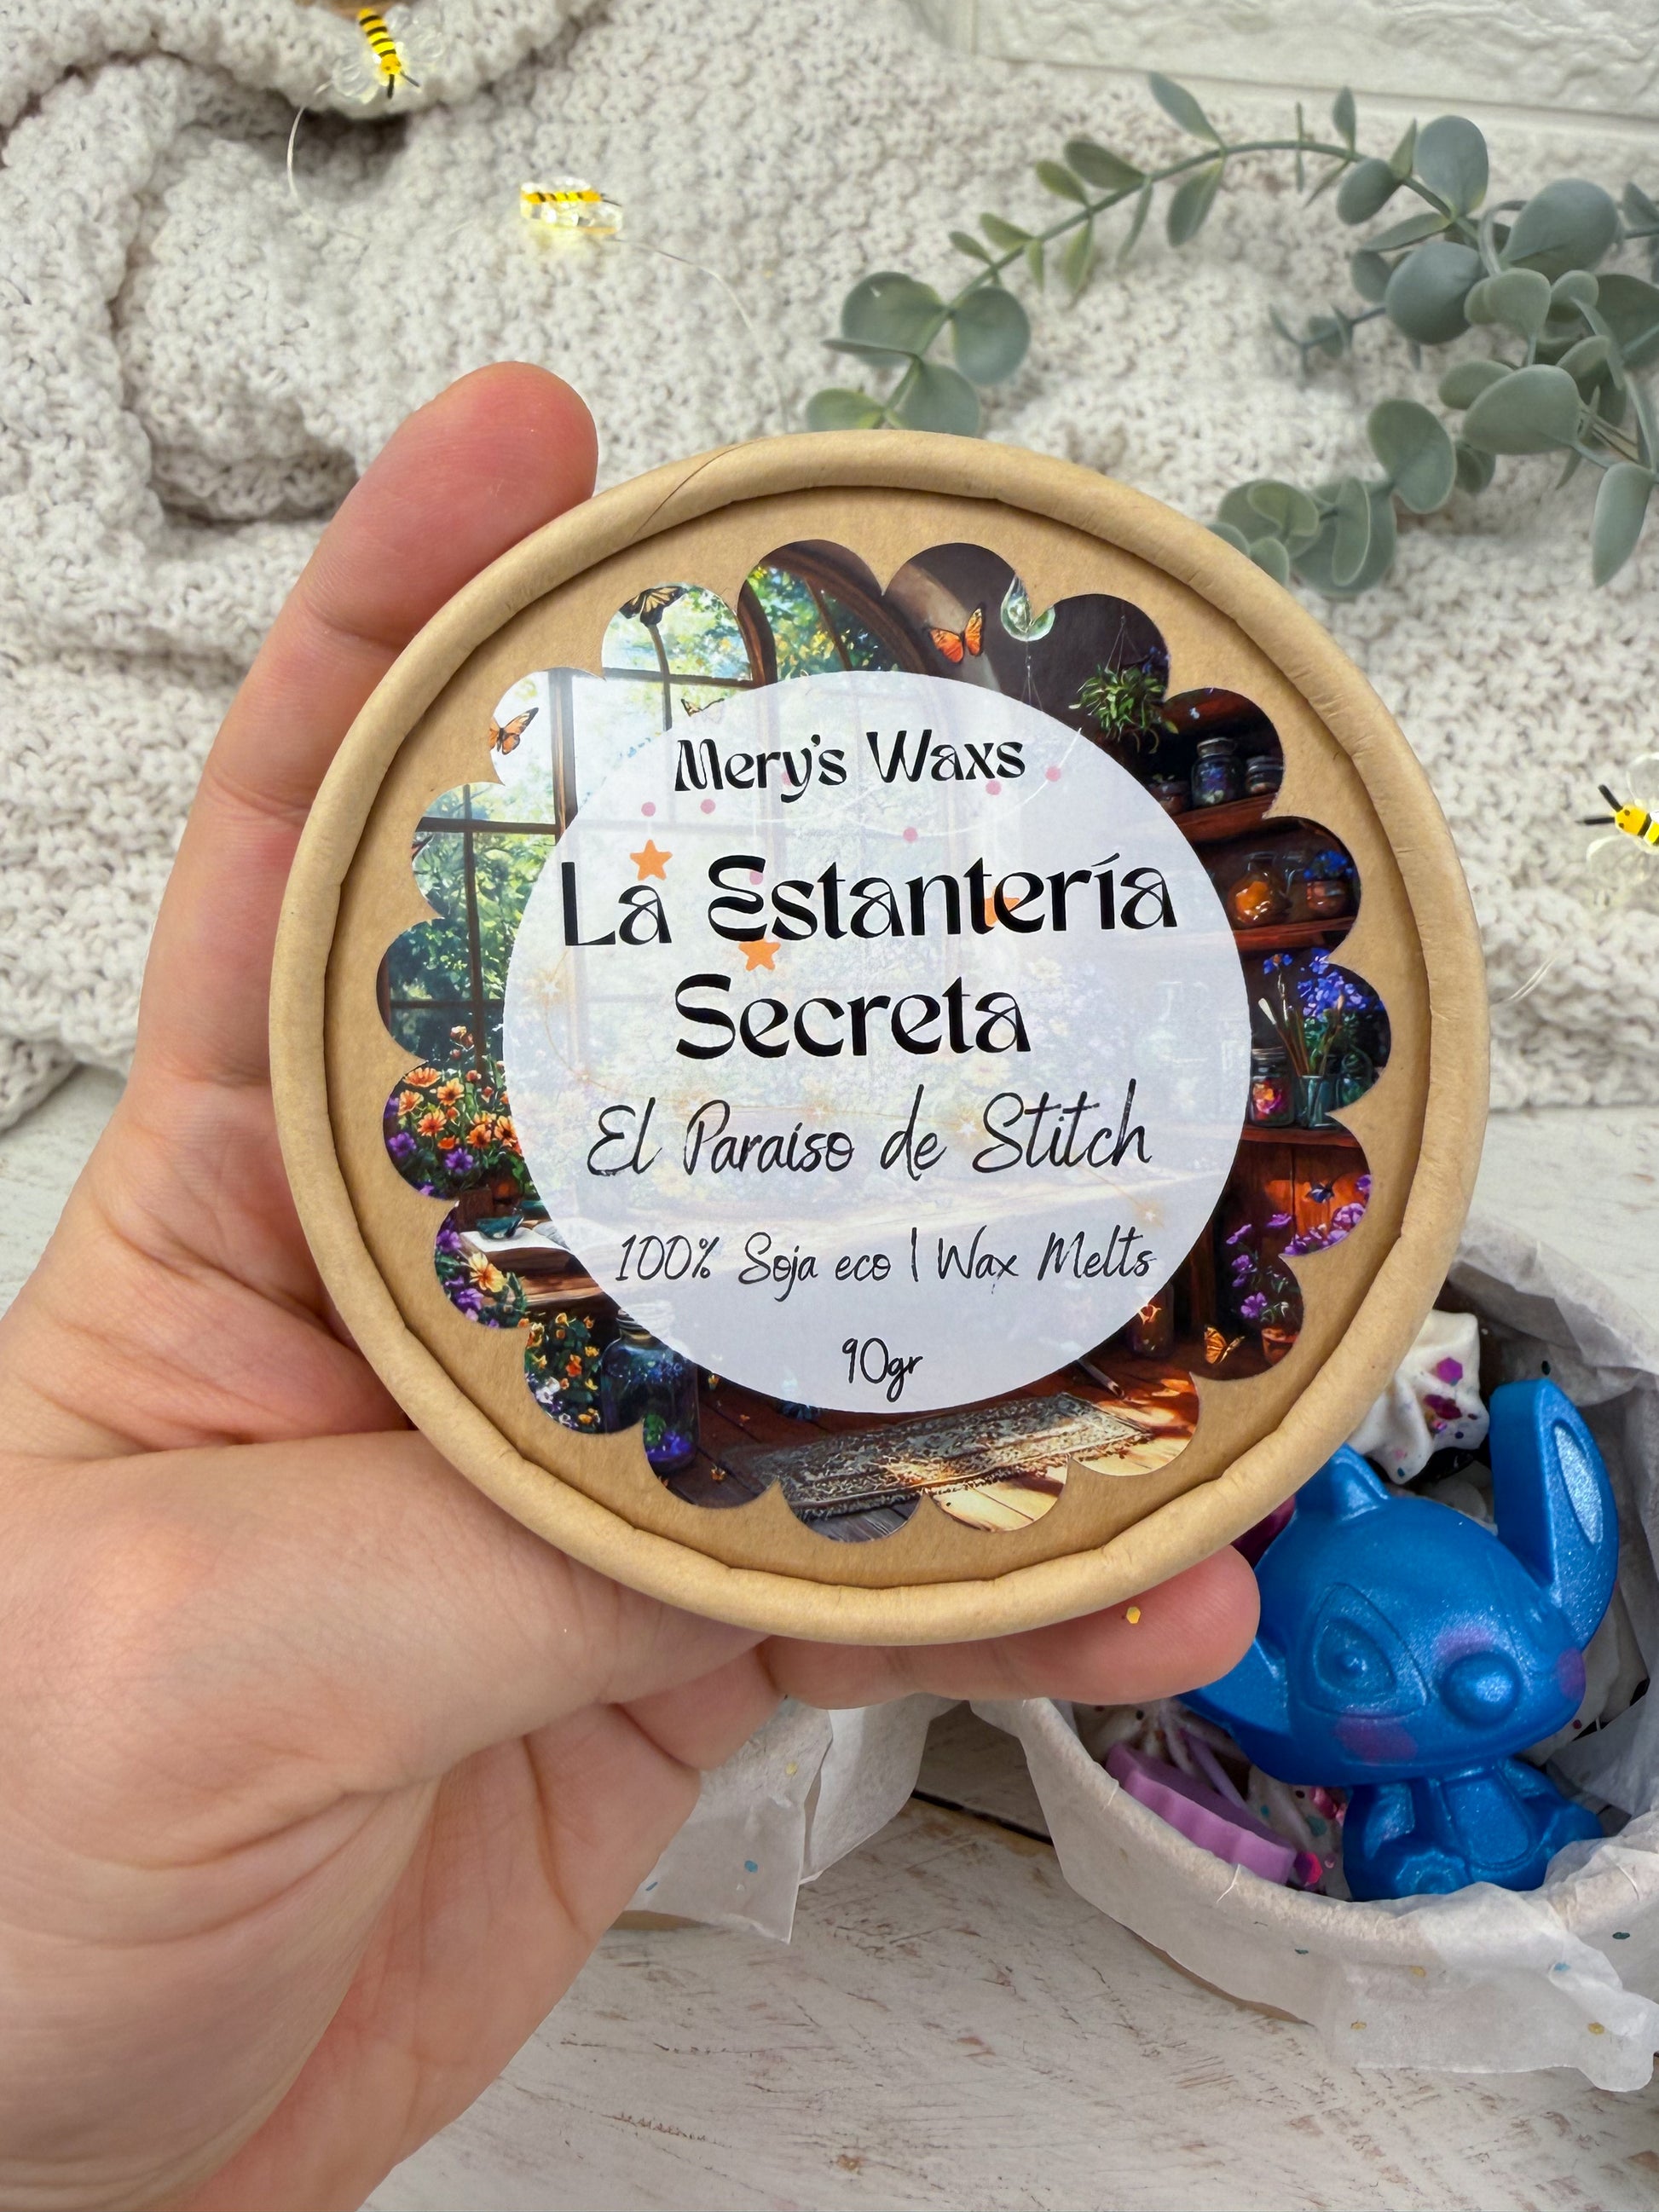 Mery's Waxs
La Estantería
Secreta
El Paraiso de Stitch
100% Soja eco | Wax Melts
90gr